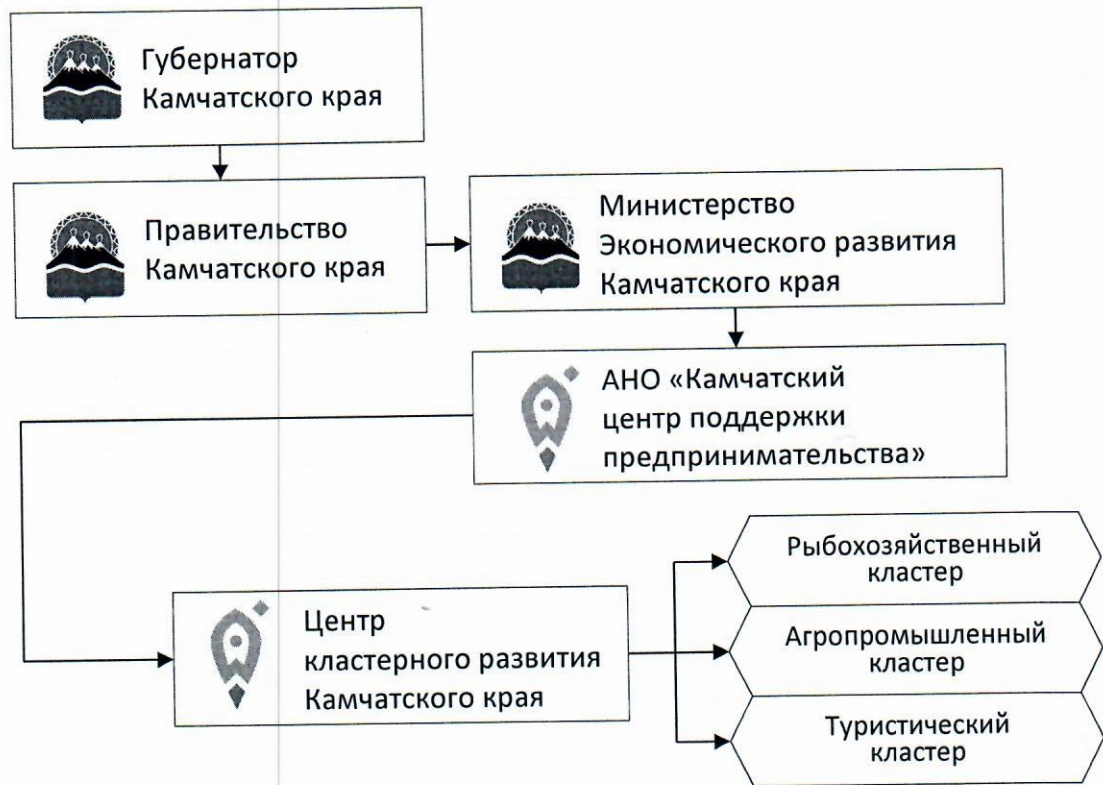 Губернатор
Камчатского края
Правительство
Камчатского края
Министерство
Экономического развития
Камчатского края
АНО «Камчатский
центр поддержки
предпринимательства»
Центр
кластерного развития
Камчатского края
Рыбохозяйственный
кластер
Агропромышленный
кластер
Туристический
кластер